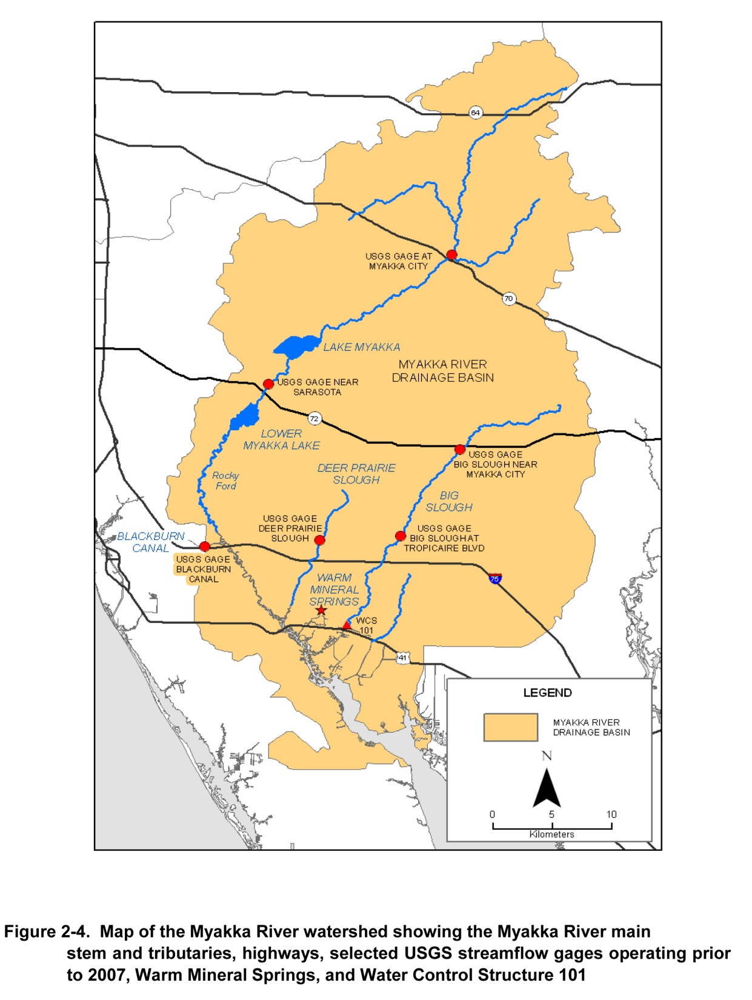 64
USGS GAGE AT
MYAKKA CITY
70
LAKE MYAKKA
MYAKKA RIVER
DRAINAGE BASIN
USGS GAGE NEAR
SARASOTA
72
LOWER
MYAKKA LAKE
USGS GAGE
BIG SLOUGH NEAR
MYAKKA CITY
DEER PRAIRIE
SLOUGH
Rocky
Ford
BIG
SLOUGH
USGS GAGE
DEER PRAIRIE
SLOUGH
USGS GAGE
BIG SLOUGH AT
TROPICAIRE BLVD
BLACKBURN
CANAL
USGS GAGE
BLACKBURN
CANAL
WARM
MINERAL
SPRINGS
75
WCS
101
41
LEGEND
MYAKKA RIVER
DRAINAGE BASIN
N
0 5 10
Kilometers
Figure 2-4. Map of the Myakka River watershed showing the Myakka River main
stem and tributaries, highways, selected USGS streamflow gages operating prior
to 2007, Warm Mineral Springs, and Water Control Structure 101